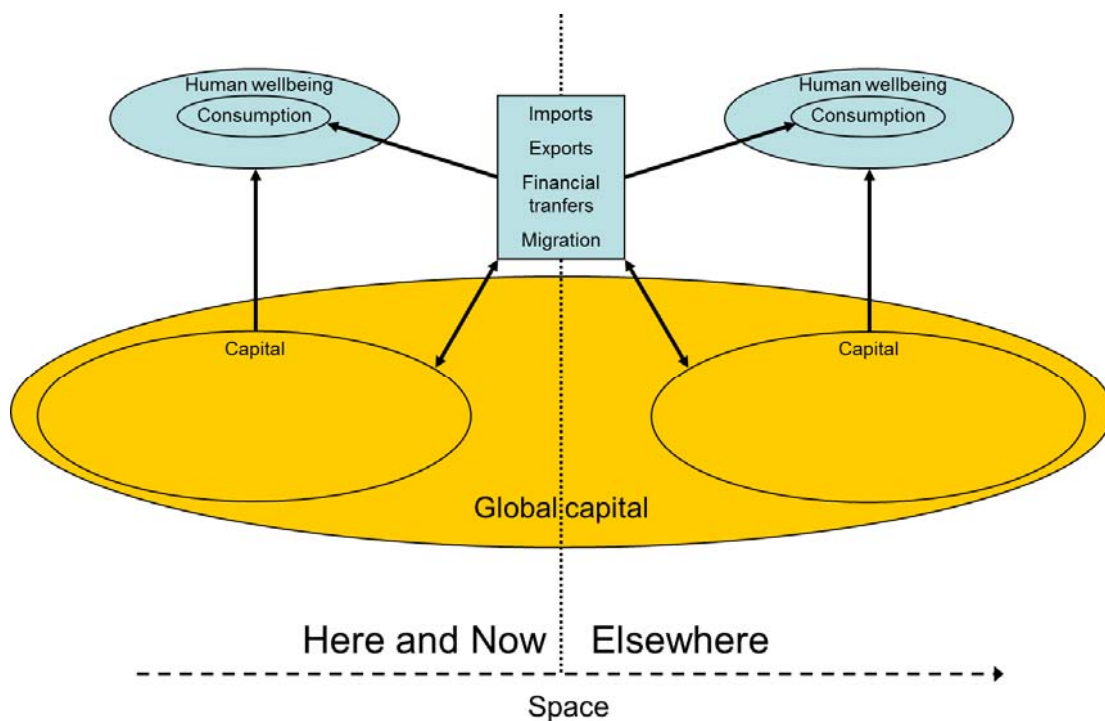 Human wellbeing
Consumption
Imports
Exports
Financial
tranfers
Migration
Human wellbeing
Consumption
Capital
Capital
Global capital
Here and Now
Elsewhere
Space